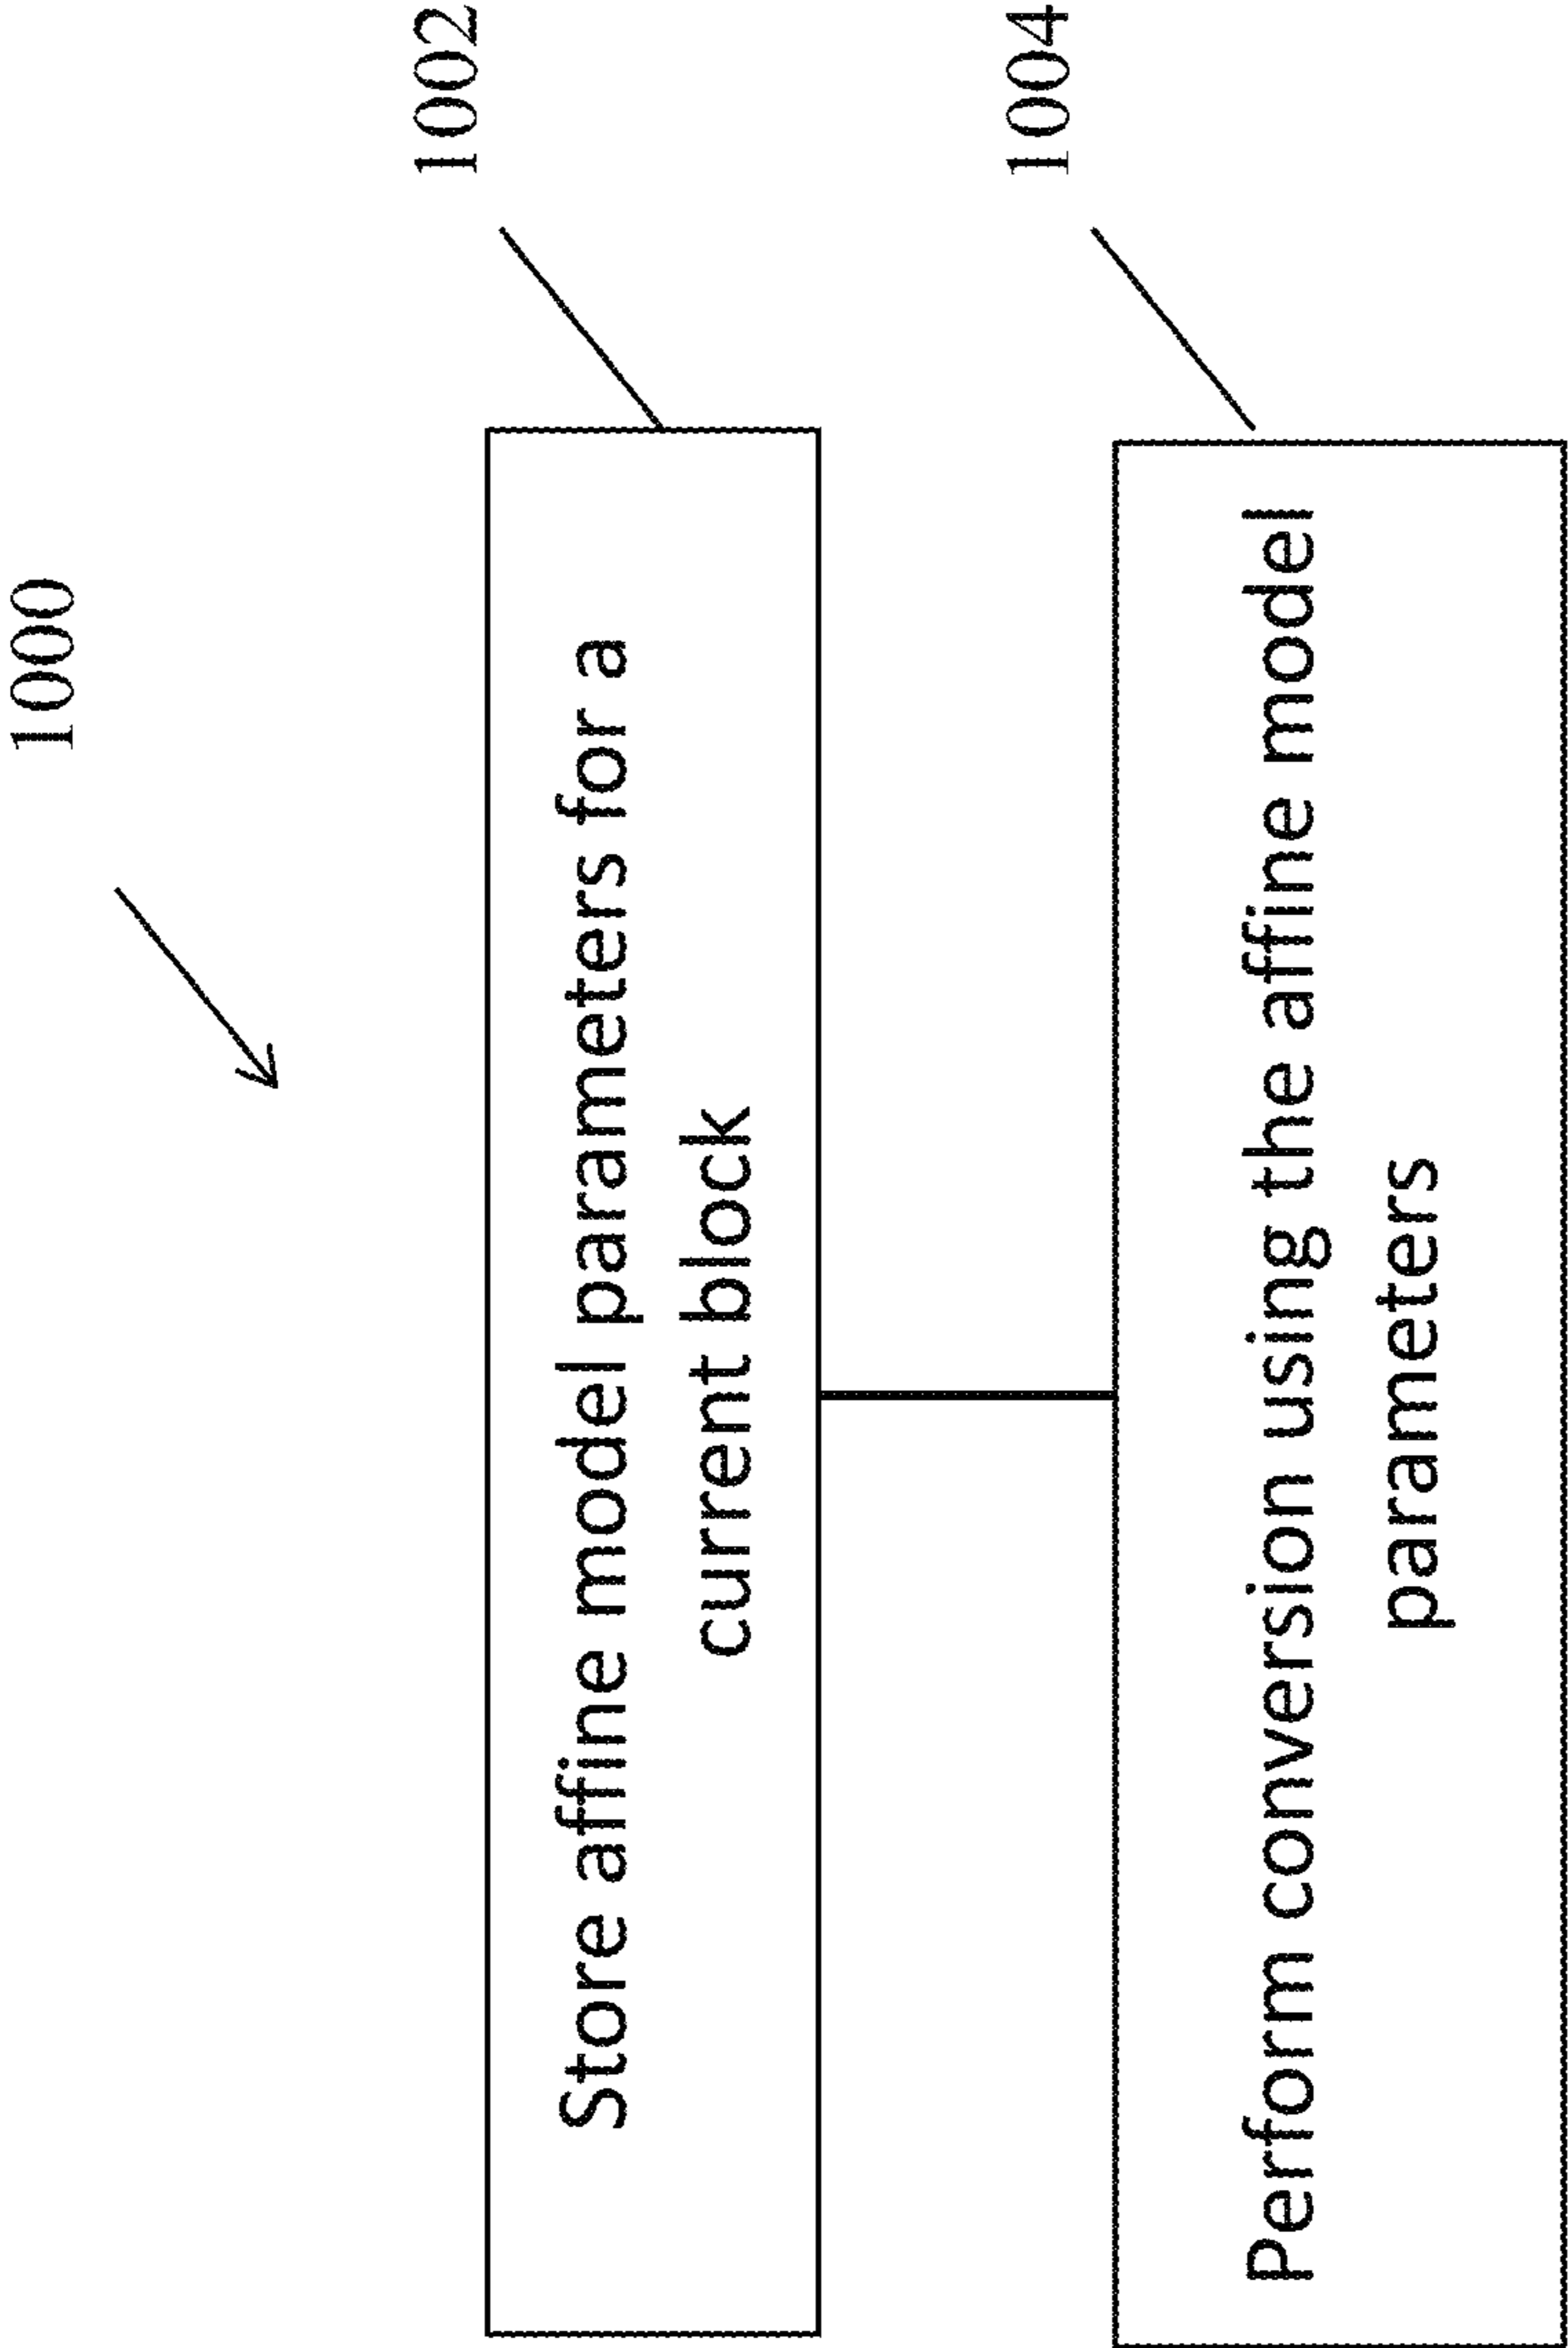 1000
1002
Store affine model parameters for a
current block
1004
Perform conversion using the affine model
parameters